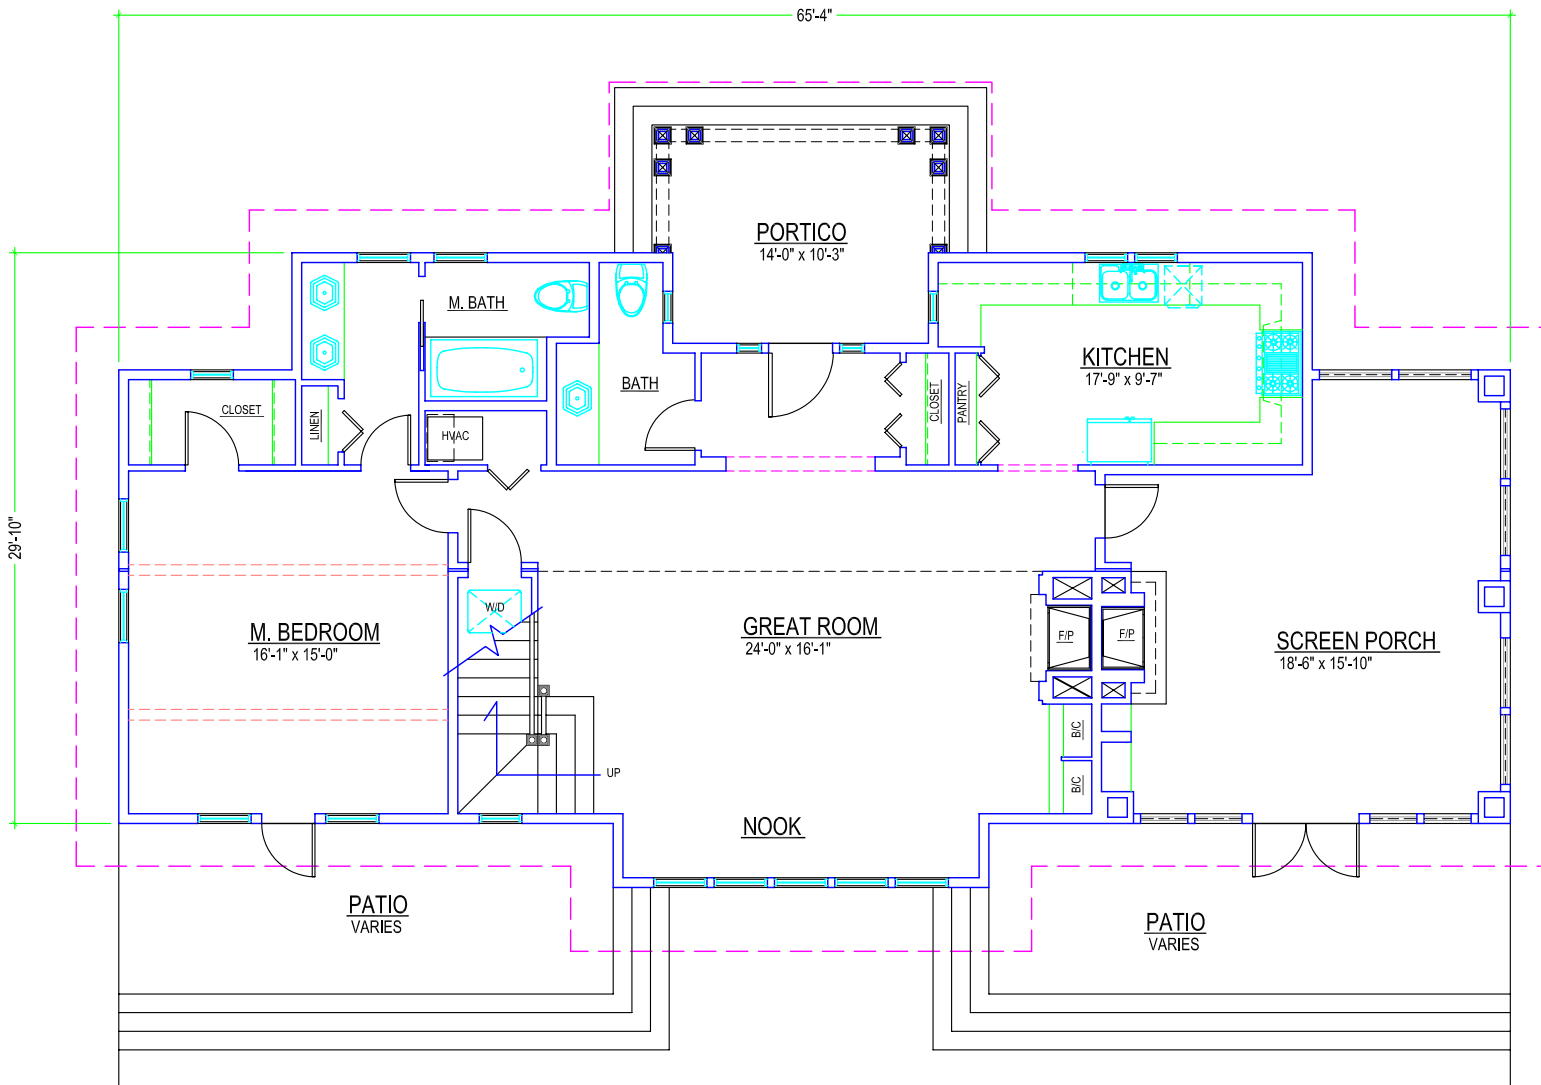 65'-4"
PORTICO
14'-0" x 10'-3"
M. BATH
KITCHEN
17'-9" x 9'-7"
BATH
CLOSET
LINEN
CLOSET
PANTRY
HVAC
29'-10"
W/D
M. BEDROOM
16'-1" x 15'-0"
GREAT ROOM
24'-0" x 16'-1"
F/P
F/P
SCREEN PORCH
18'-6" x 15'-10"
B/C
UP
B/C
NOOK
PATIO
VARIES
PATIO
VARIES